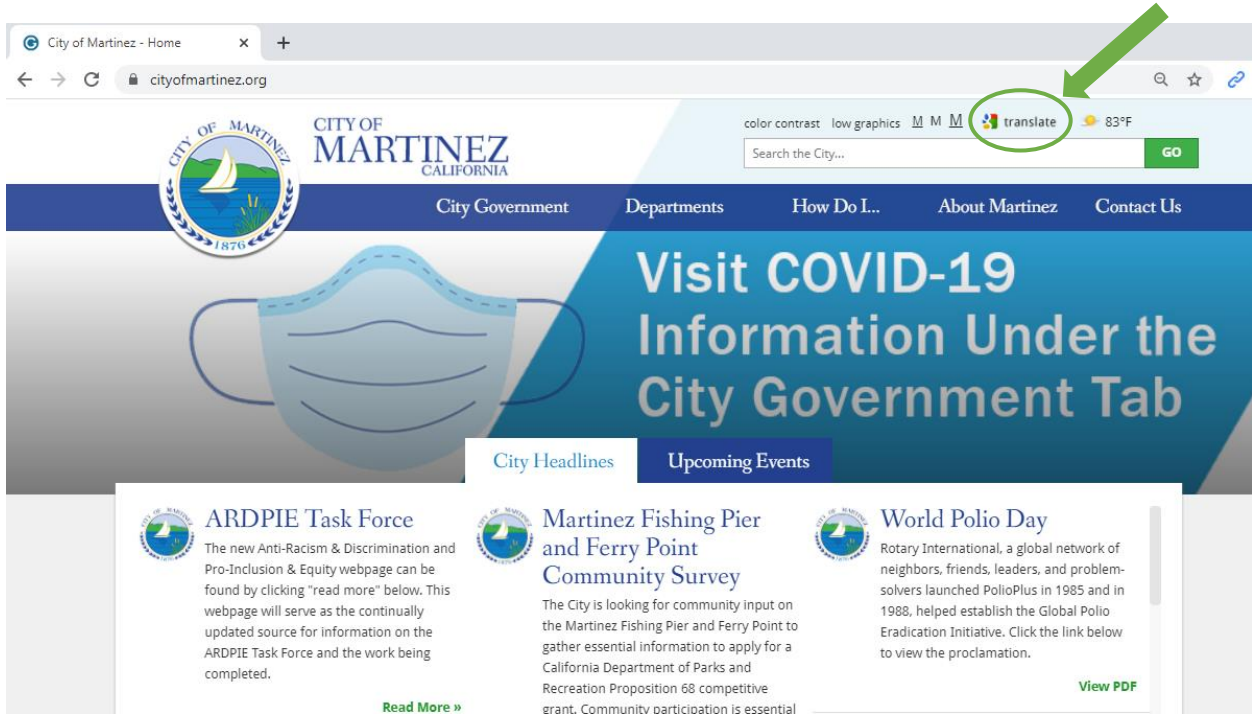 City of Martinez - Home
cityofmartinez.org
CITY OF MARTINEZ
1876
CITY OF
MARTINEZ
CALIFORNIA
color contrast low graphics M M M translate 83°F
Search the City...
GO
City Government Departments How Do I... About Martinez Contact Us
Visit COVID-19
Information Under the
City Government Tab
City Headlines Upcoming Events
ARDPIE Task Force
The new Anti-Racism & Discrimination and
Pro-Inclusion & Equity webpage can be
found by clicking "read more" below. This
webpage will serve as the continually
updated source for information on the
ARDPIE Task Force and the work being
completed.
Read More »
Martinez Fishing Pier
and Ferry Point
Community Survey
The City is looking for community input on
the Martinez Fishing Pier and Ferry Point to
gather essential information to apply for a
California Department of Parks and
Recreation Proposition 68 competitive
grant. Community participation is essential
World Polio Day
Rotary International, a global network of
neighbors, friends, leaders, and problem-
solvers launched PolioPlus in 1985 and in
1988, helped establish the Global Polio
Eradication Initiative. Click the link below
to view the proclamation.
View PDF